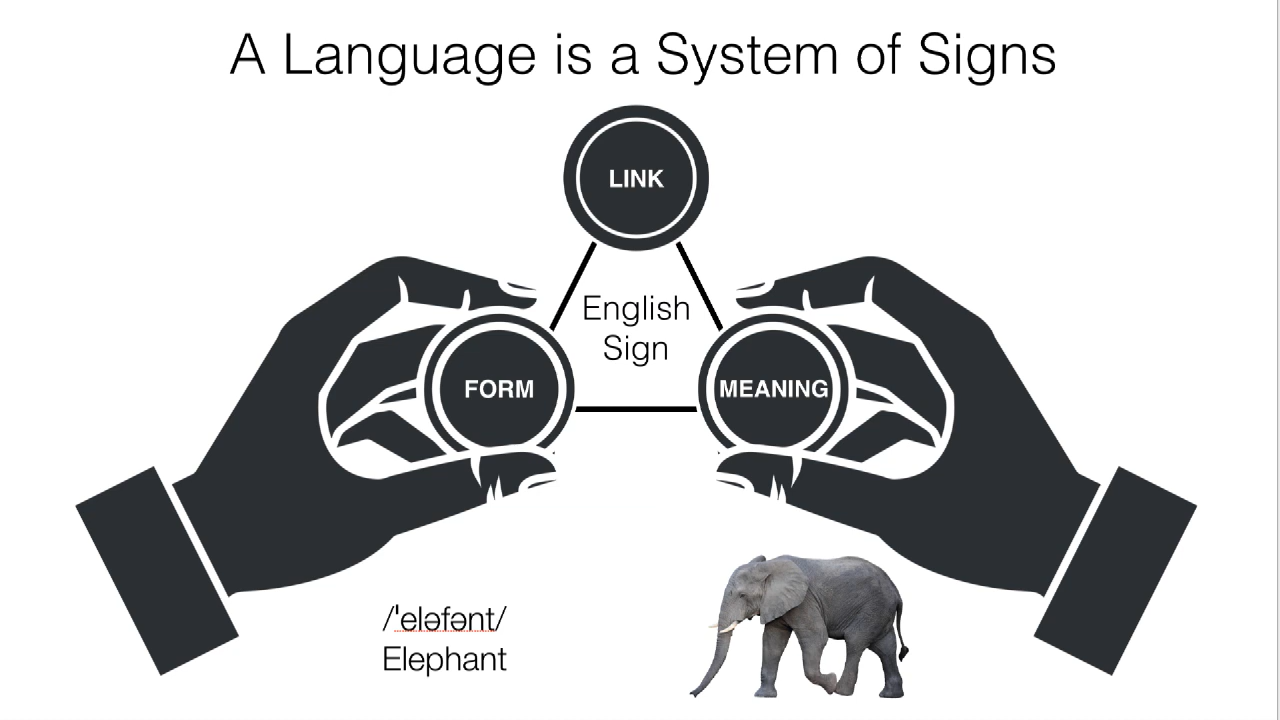 A Language is a System of Signs
LINK
English
Sign
FORM
MEANING
/ˈeləfənt/
Elephant